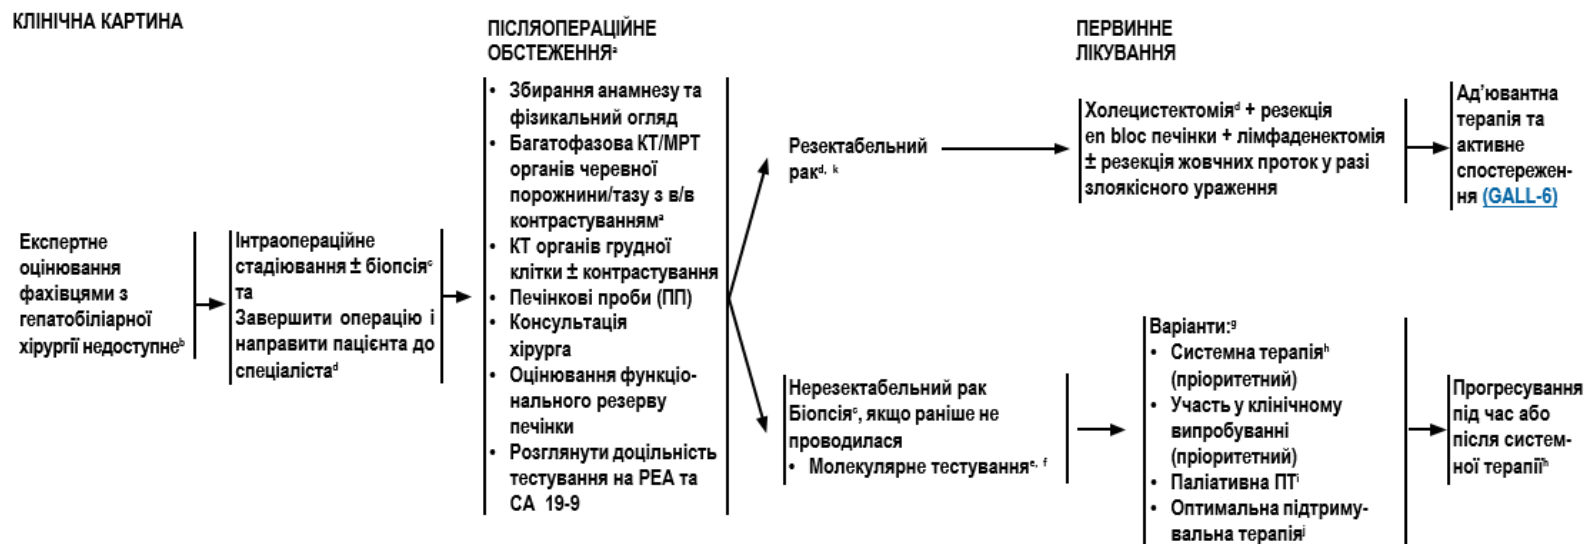 КЛІНІЧНА КАРТИНА
ПІСЛЯОПЕРАЦІЙНЕ
ОБСТЕЖЕННЯᵃ
ПЕРВИННЕ
ЛІКУВАННЯ
Експертне
оцінювання
фахівцями з
гепатобіліарної
хірургії недоступнеᵇ
Інтраопераційне
стадіювання ± біопсіяᶜ
та
Завершити операцію і
направити пацієнта до
спеціалістаᵈ
• Збирання анамнезу та
фізикальний огляд
• Багатофазова КТ/МРТ
органів черевної
порожнини/тазу з в/в
контрастуваннямᵃ
• КТ органів грудної
клітки ± контрастування
• Печінкові проби (ПП)
• Консультація
хірурга
• Оцінювання функціо-
нального резерву
печінки
• Розглянути доцільність
тестування на РЕА та
СА 19-9
Резектабельний
ракᵈ, ᵏ
Холецистектоміяᵈ + резекція
en bloc печінки + лімфаденектомія
± резекція жовчних проток у разі
злоякісного ураження
Ад’ювантна
терапія та
активне
спостережен-
ня (GALL-6)
Нерезектабельний рак
Біопсіяᶜ, якщо раніше не
проводилася
• Молекулярне тестуванняᵉ, ᶠ
Варіанти:ᵍ
• Системна терапіяʰ
(пріоритетний)
• Участь у клінічному
випробуванні
(пріоритетний)
• Паліативна ПТⁱ
• Оптимальна підтриму-
вальна терапіяʲ
Прогресування
під час або
після систем-
ної терапіїʰ